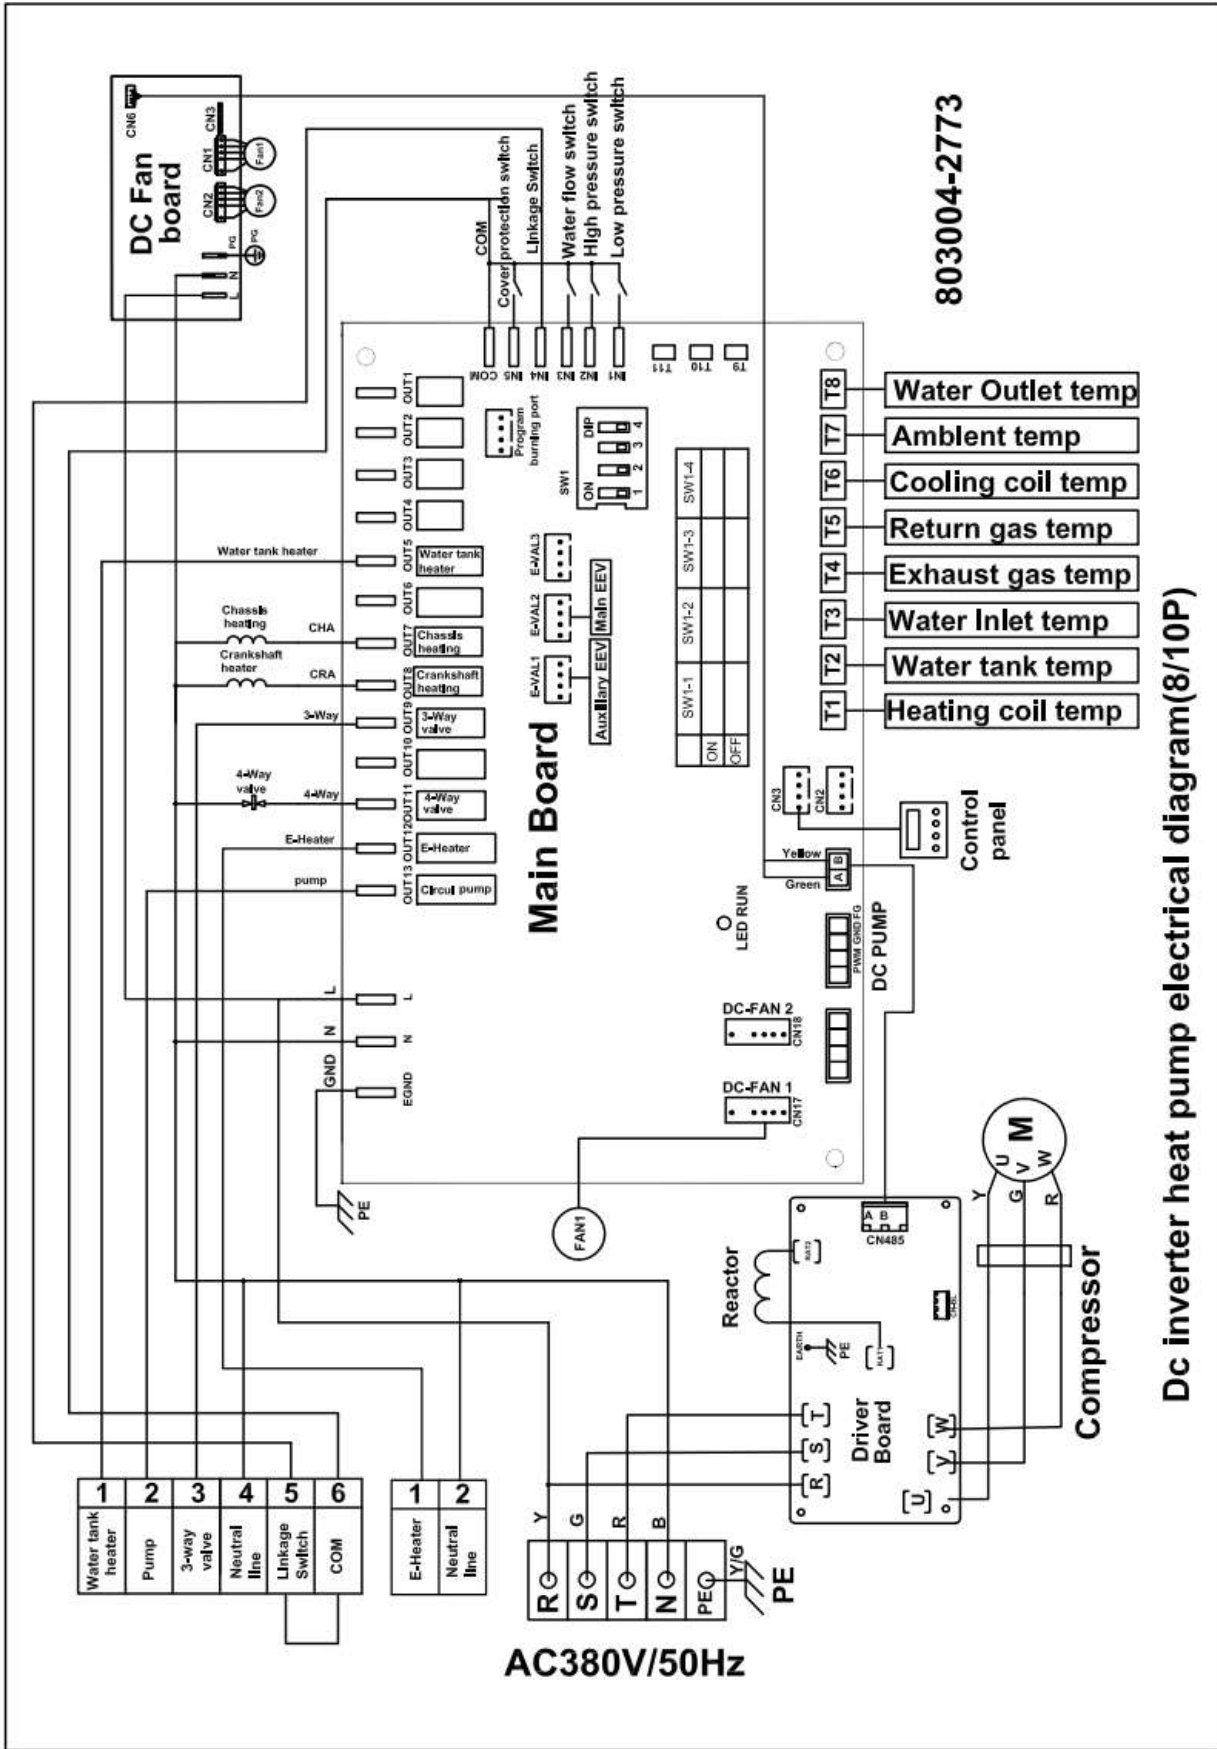 CN6
CN3
CN1
CN2
Fan1
Fan2
DC Fan
board
PG
PG
N
L
COM
Cover protection switch
Linkage Switch
Water flow switch
High pressure switch
Low pressure switch
803004-2773
COM
IN5
IN4
IN3
IN2
IN1
T11
T10
T9
OUT1
OUT2
OUT3
OUT4
OUT5
OUT6
OUT7
OUT8
OUT9
OUT10
OUT11
OUT12
OUT13
Water tank heater
Water tank
heater
Chassis
heating
CHA
Chassis
heating
Crankshaft
heater
CRA
Crankshaft
heating
3-Way
3-Way
valve
4-Way
valve
4-Way
4-Way
valve
E-Heater
E-Heater
pump
Circul pump
L
L
N
N
GND
EGND
PE
Program
burning port
SW1
ON
DIP
1
2
3
4
E-VAL3
E-VAL2
E-VAL1
Main EEV
Auxiliary EEV
Main Board
SW1-1
SW1-2
SW1-3
SW1-4
ON
OFF
T8
Water Outlet temp
T7
Ambient temp
T6
Cooling coil temp
T5
Return gas temp
T4
Exhaust gas temp
T3
Water Inlet temp
T2
Water tank temp
T1
Heating coil temp
CN3
CN2
Control
panel
Yellow
Green
A
B
LED RUN
PWM GND FG
DC PUMP
DC-FAN 2
CN18
DC-FAN 1
CN17
FAN1
Reactor
RAT2
RAT1
EARTH
PE
A B
CN485
CN-BL
Driver
Board
T
S
R
W
V
U
M
U
V
W
Y
G
R
Compressor
1
2
3
4
5
6
Water tank
heater
Pump
3-way
valve
Neutral
line
Linkage
Switch
COM
1
2
E-Heater
Neutral
line
Y
G
R
B
Y/G
R
S
T
N
PE
PE
AC380V/50Hz
Dc inverter heat pump electrical diagram(8/10P)